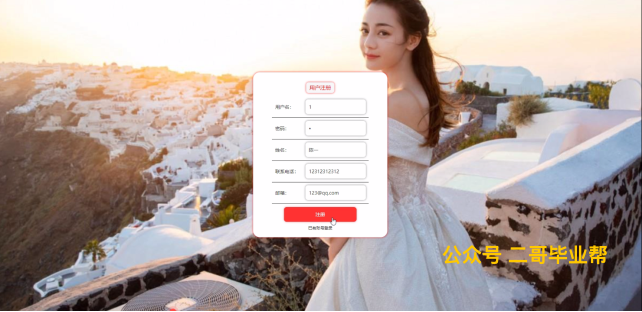 用户注册
用户名：
1
密码：
姓名：
联系电话：
12312312312
邮箱：
123@qq.com
注册
已有账号登录
公众号 二哥毕业帮